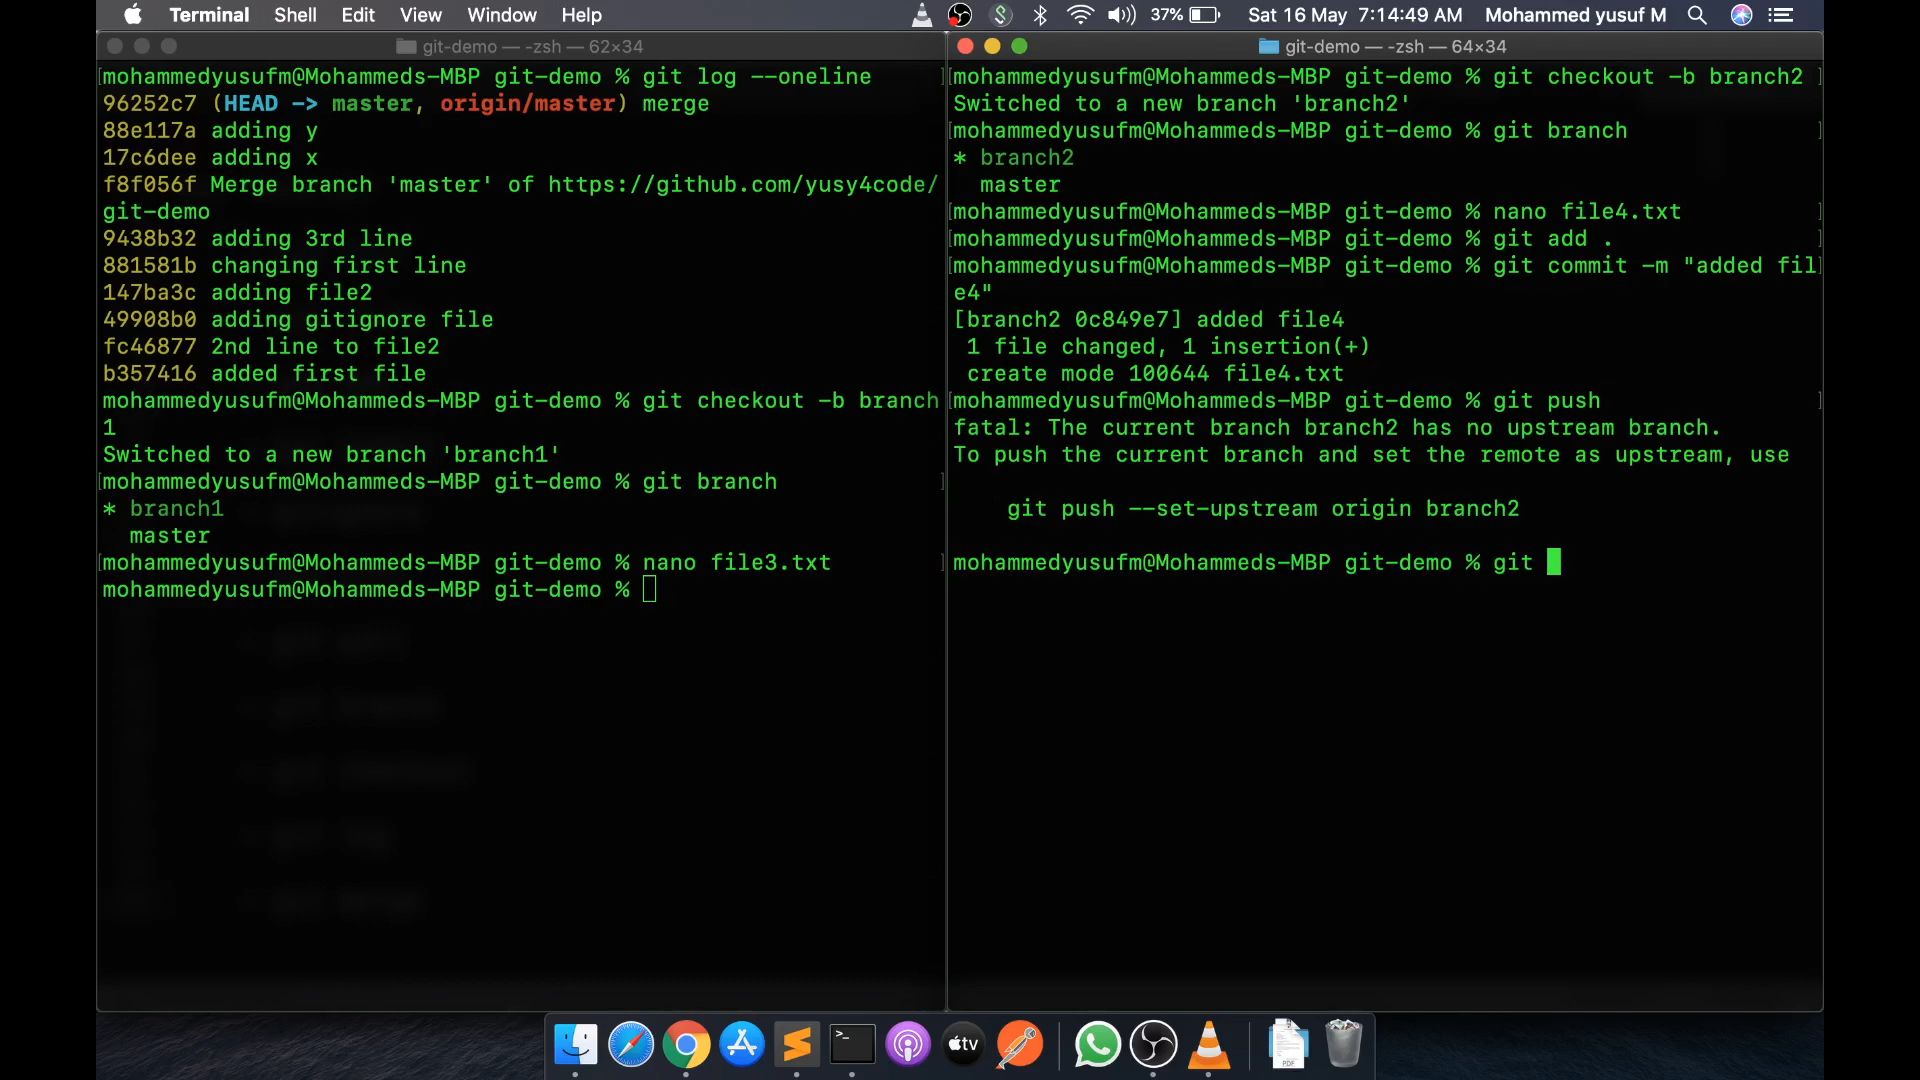 Terminal Shell Edit View Window Help 37% Sat 16 May 7:14:49 AM Mohammed yusuf M
git-demo — -zsh — 62×34
mohammedyusufm@Mohammeds-MBP git-demo % git log --oneline
96252c7 (HEAD -> master, origin/master) merge
88e117a adding y
17c6dee adding x
f8f056f Merge branch 'master' of https://github.com/yusy4code/
git-demo
9438b32 adding 3rd line
881581b changing first line
147ba3c adding file2
49908b0 adding gitignore file
fc46877 2nd line to file2
b357416 added first file
mohammedyusufm@Mohammeds-MBP git-demo % git checkout -b branch
1
Switched to a new branch 'branch1'
mohammedyusufm@Mohammeds-MBP git-demo % git branch
* branch1
master
mohammedyusufm@Mohammeds-MBP git-demo % nano file3.txt
mohammedyusufm@Mohammeds-MBP git-demo %
git-demo — -zsh — 64×34
mohammedyusufm@Mohammeds-MBP git-demo % git checkout -b branch2
Switched to a new branch 'branch2'
mohammedyusufm@Mohammeds-MBP git-demo % git branch
* branch2
master
mohammedyusufm@Mohammeds-MBP git-demo % nano file4.txt
mohammedyusufm@Mohammeds-MBP git-demo % git add .
mohammedyusufm@Mohammeds-MBP git-demo % git commit -m "added fil
e4"
[branch2 0c849e7] added file4
1 file changed, 1 insertion(+)
create mode 100644 file4.txt
mohammedyusufm@Mohammeds-MBP git-demo % git push
fatal: The current branch branch2 has no upstream branch.
To push the current branch and set the remote as upstream, use
git push --set-upstream origin branch2
mohammedyusufm@Mohammeds-MBP git-demo % git
tv
PDF